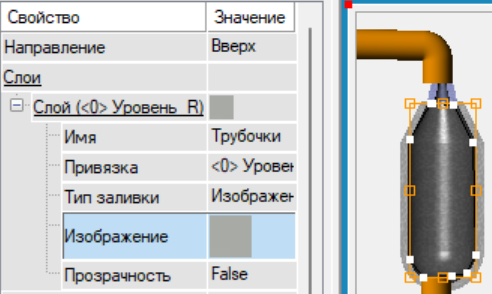 Свойство Значение
Направление Вверх
Слои
Слой (<0> Уровень_R)
Имя Трубочки
Привязка <0> Уровен
Тип заливки Изображен
Изображение
Прозрачность False